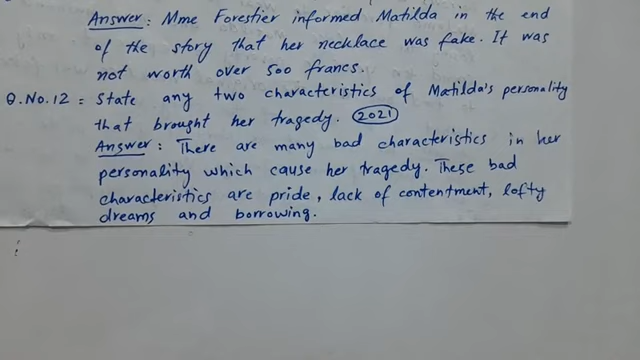 Answer : Mme Forestier informed Matilda in the end
of the story that her necklace was fake. It was
not worth over 500 francs.
Q.No.12 = State any two characteristics of Matilda's personality
that brought her tragedy. 2021
Answer : There are many bad characteristics in her
personality which cause her tragedy. These bad
characteristics are pride, lack of contentment, lofty
dreams and borrowing.